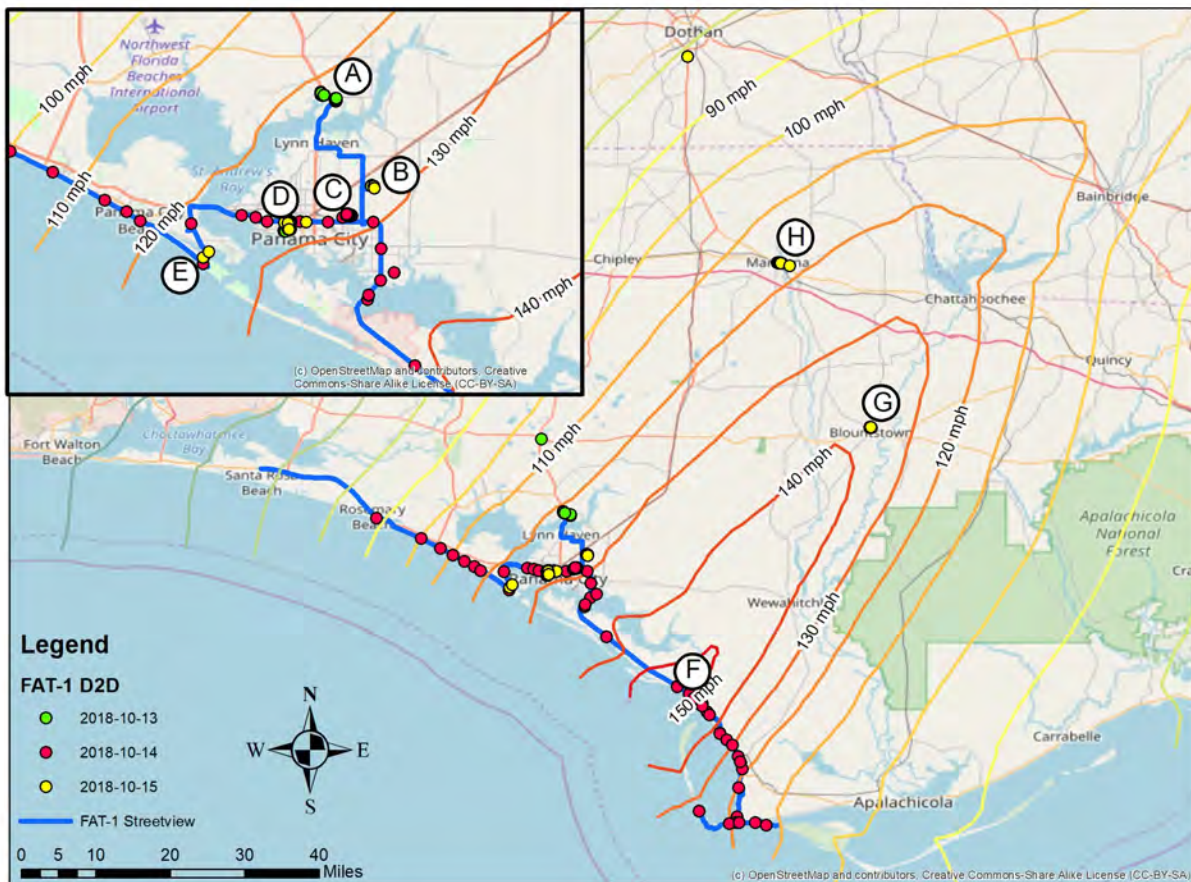 Northwest
Florida
Beaches
International
Airport
100 mph
A
Lynn Haven
130 mph
St. Andrew's
Bay
B
110 mph
D
C
Panama City
Beach
120 mph
Panama City
E
140 mph
(c) OpenStreetMap and contributors, Creative
Commons-Share Alike License (CC-BY-SA)
Dothan
90 mph
100 mph
Bainbridge
H
Chipley
Chattahoochee
Quincy
G
Blountstown
Fort Walton
Beach
Choctawhatchee
Bay
110 mph
120 mph
140 mph
Santa Rosa
Beach
Rosemary
Beach
Apalachicola
National
Forest
Lynn Haven
Panama City
Wewahitchka
130 mph
F
150 mph
Carrabelle
Apalachicola
Legend
FAT-1 D2D
2018-10-13
2018-10-14
2018-10-15
FAT-1 Streetview
N
W
E
S
0 5 10 20 30 40
Miles
(c) OpenStreetMap and contributors, Creative Commons-Share Alike License (CC-BY-SA)